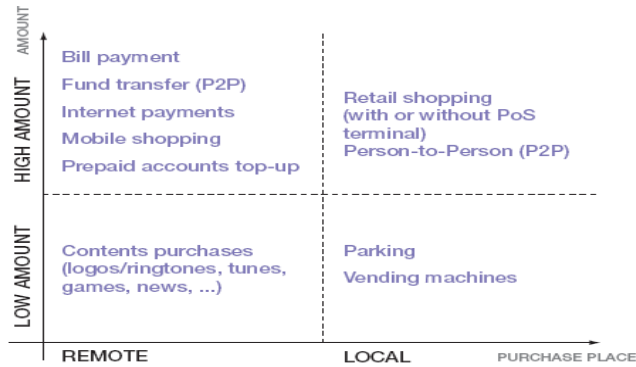 AMOUNT
HIGH AMOUNT
Bill payment
Fund transfer (P2P)
Internet payments
Mobile shopping
Prepaid accounts top-up
Retail shopping
(with or without PoS
terminal)
Person-to-Person (P2P)
LOW AMOUNT
Contents purchases
(logos/ringtones, tunes,
games, news, ...)
Parking
Vending machines
REMOTE
LOCAL
PURCHASE PLACE